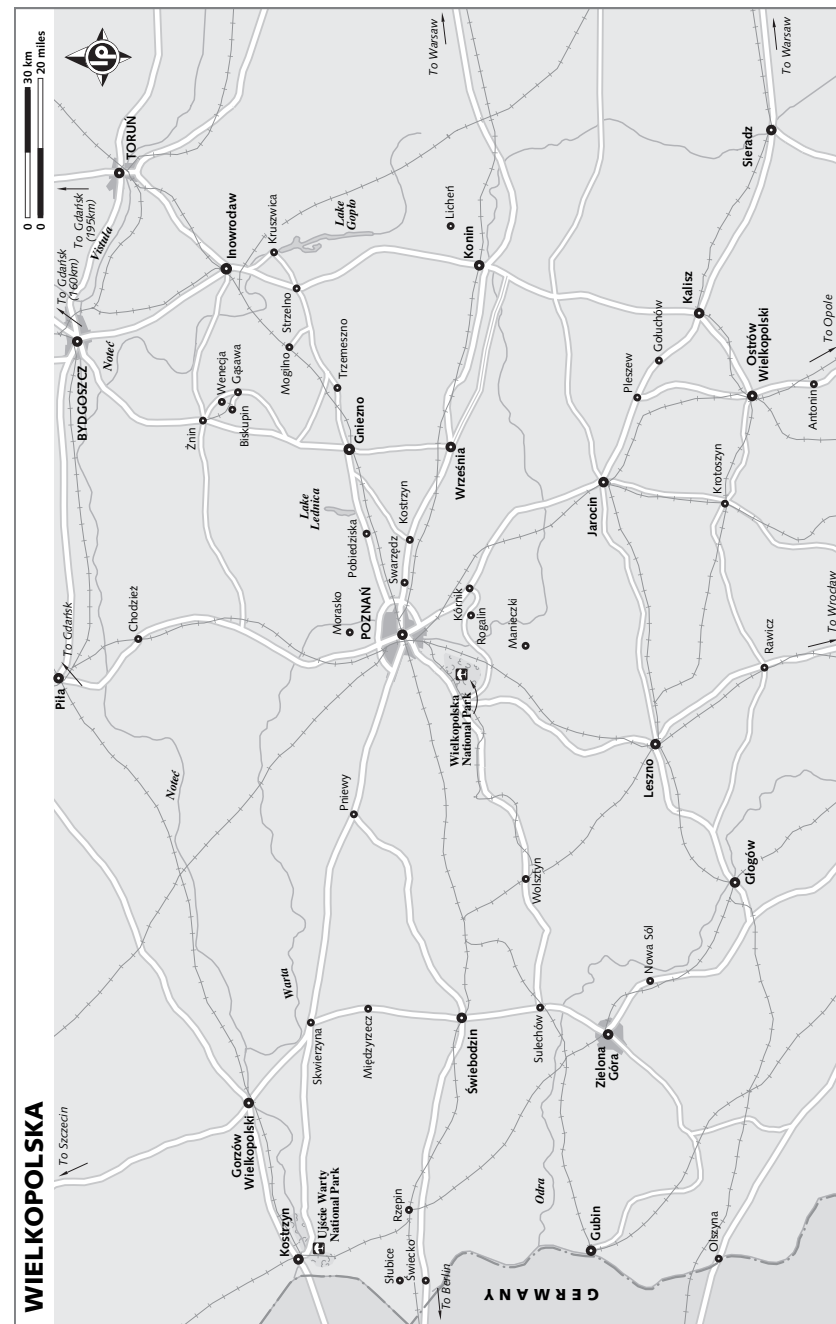 WIELKOPOLSKA
0 30 km
0 20 miles
LP
To Szczecin
Piła
To Gdańsk
To Gdańsk
(160km)
To Gdańsk
(195km)
Vistula
BYDGOSZCZ
Noteć
TORUŃ
Chodzież
Noteć
Żnin
Wenecja
Gąsawa
Biskupin
Inowrocław
Kruszwica
Lake
Gopło
Strzelno
Mogilno
Trzemeszno
Gniezno
Lake
Lednica
Gorzów
Wielkopolski
Warta
Skwierzyna
Kostrzyn
Ujście Warty
National Park
Międzyrzecz
Pniewy
Morasko
POZNAŃ
Pobiedziska
Swarzędz
Kostrzyn
Września
Licheń
Konin
To Warsaw
Słubice
Świecko
Rzepin
To Berlin
Świebodzin
Wielkopolska
National Park
Kórnik
Rogalin
Manieczki
Wolsztyn
Sulechów
Odra
GERMANY
Gubin
Zielona
Góra
Nowa Sól
Leszno
Jarocin
Pleszew
Gołuchów
Kalisz
Sieradz
To Warsaw
Olszyna
Głogów
Rawicz
Krotoszyn
Ostrów
Wielkopolski
Antonin
To Wrocław
To Opole